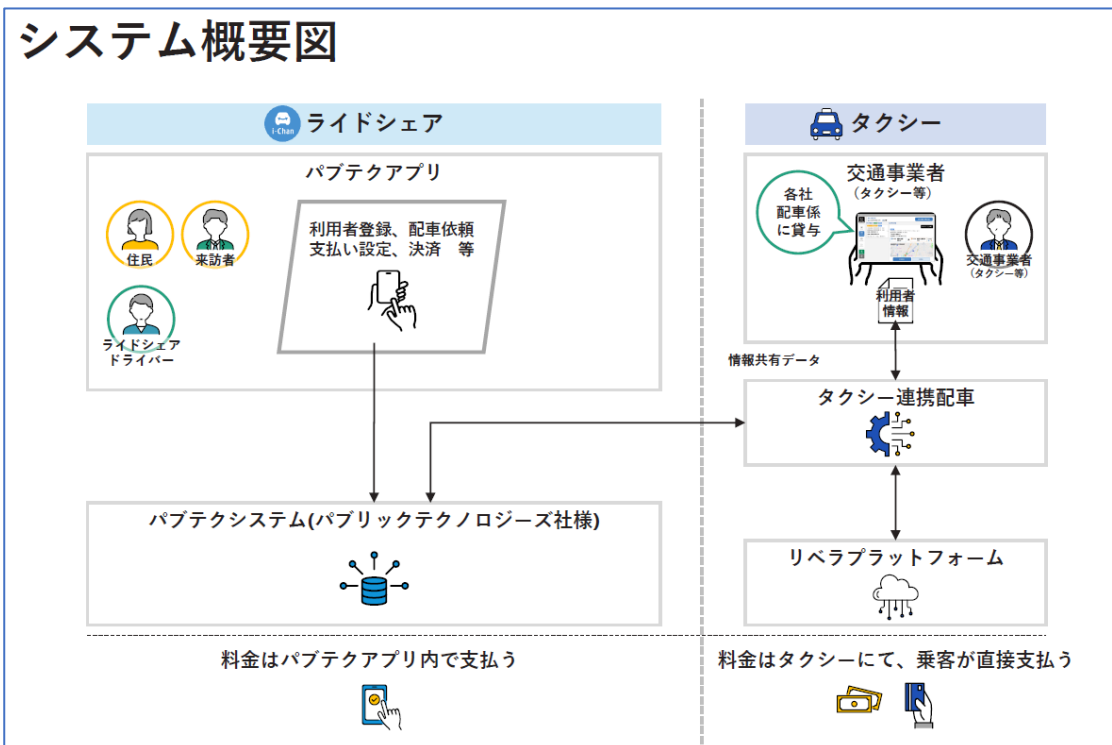 システム概要図
i-Chan
ライドシェア
パブテクアプリ
住民
来訪者
ライドシェア
ドライバー
利用者登録、配車依頼
支払い設定、決済　等
パブテクシステム(パブリックテクノロジーズ社様)
料金はパブテクアプリ内で支払う
タクシー
交通事業者
（タクシー等）
各社
配車係
に貸与
交通事業者
（タクシー等）
利用者
情報
情報共有データ
タクシー連携配車
リベラプラットフォーム
料金はタクシーにて、乗客が直接支払う